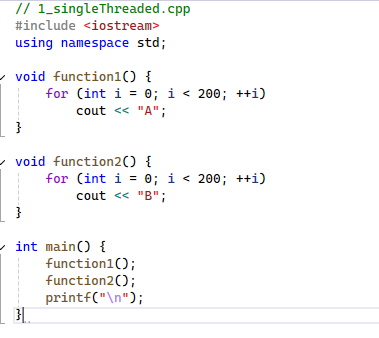 // 1_singleThreaded.cpp
#include <iostream>
using namespace std;

void function1() {
    for (int i = 0; i < 200; ++i)
        cout << "A";
}

void function2() {
    for (int i = 0; i < 200; ++i)
        cout << "B";
}

int main() {
    function1();
    function2();
    printf("\n");
}